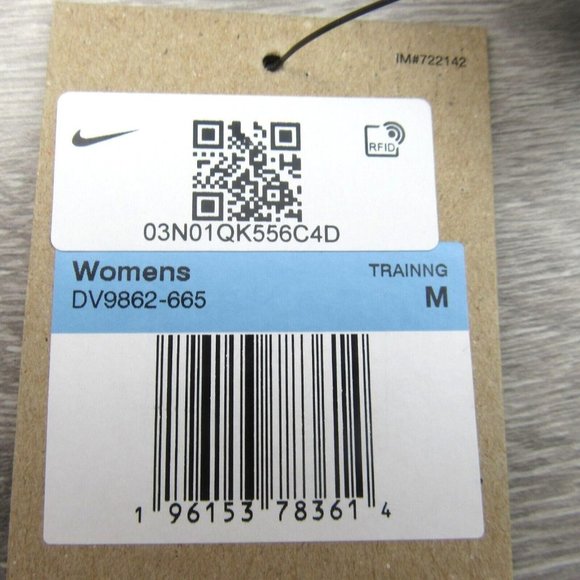 IM#722142
RFID
03N01QK556C4D
Womens
TRAINNG
DV9862-665
M
1 96153 78361 4